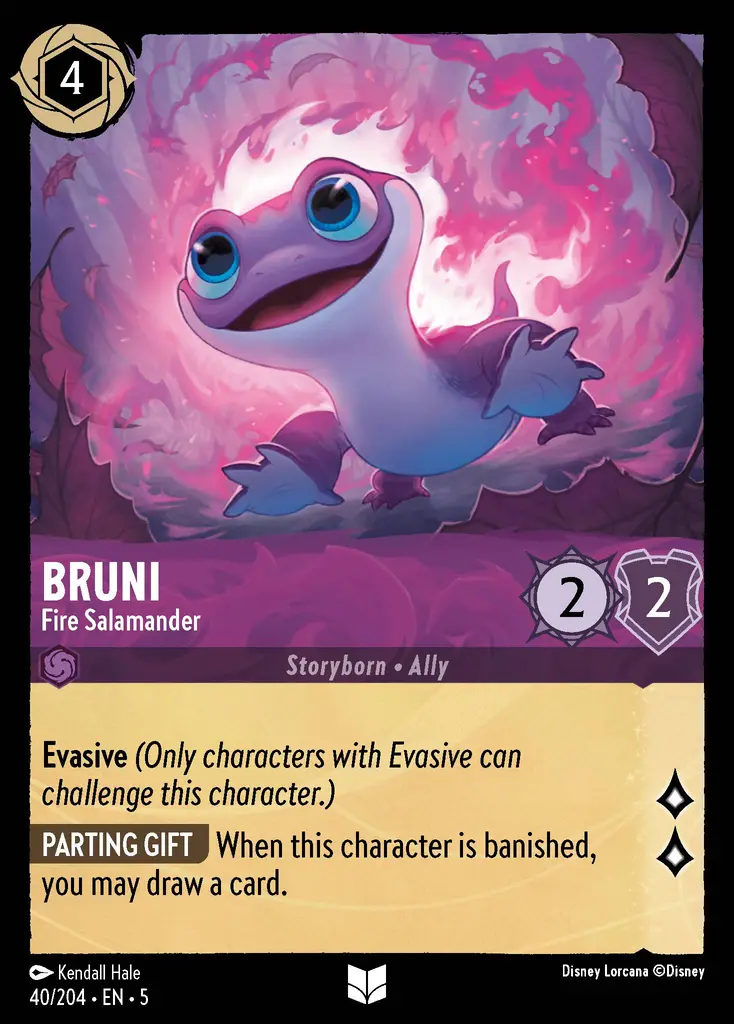 4
BRUNI
Fire Salamander
2
2
Storyborn • Ally
Evasive (Only characters with Evasive can
challenge this character.)
PARTING GIFT When this character is banished,
you may draw a card.
Kendall Hale
Disney Lorcana ©Disney
40/204 • EN • 5